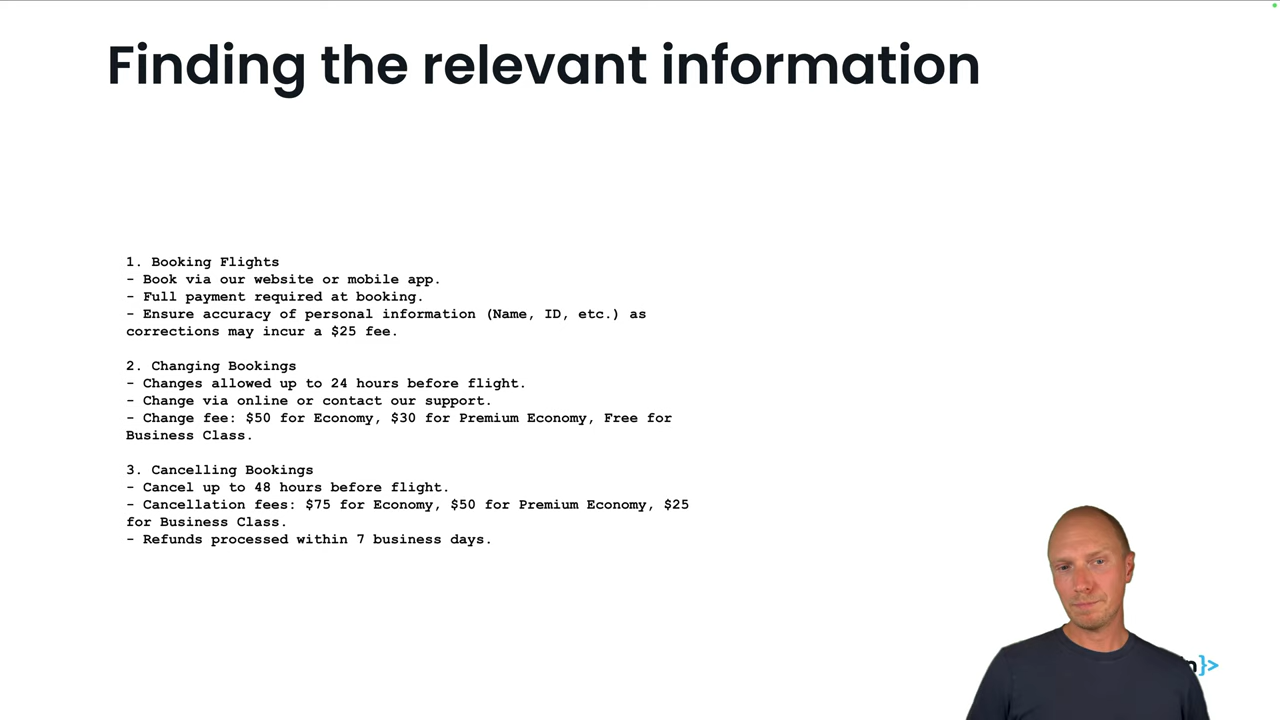 Finding the relevant information
1. Booking Flights
- Book via our website or mobile app.
- Full payment required at booking.
- Ensure accuracy of personal information (Name, ID, etc.) as
corrections may incur a $25 fee.
2. Changing Bookings
- Changes allowed up to 24 hours before flight.
- Change via online or contact our support.
- Change fee: $50 for Economy, $30 for Premium Economy, Free for
Business Class.
3. Cancelling Bookings
- Cancel up to 48 hours before flight.
- Cancellation fees: $75 for Economy, $50 for Premium Economy, $25
for Business Class.
- Refunds processed within 7 business days.